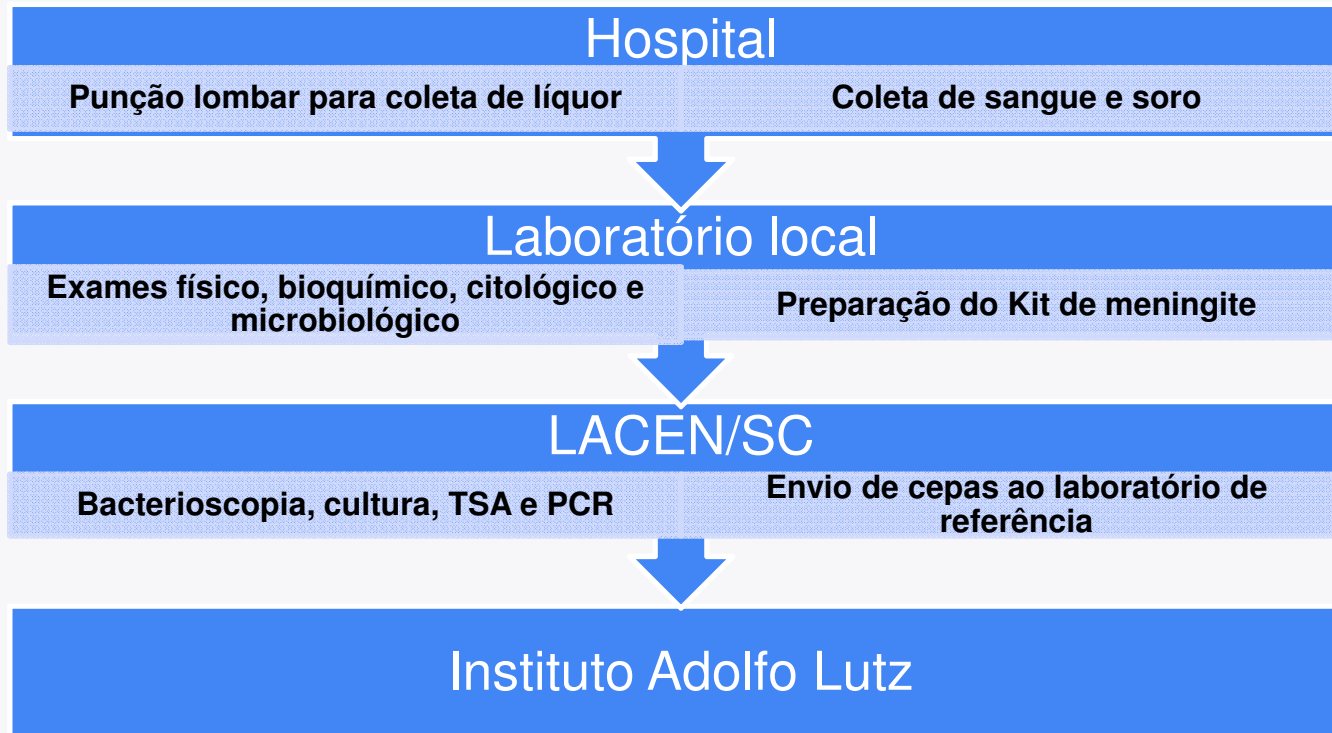 Hospital
Punção lombar para coleta de líquor
Coleta de sangue e soro
Laboratório local
Exames físico, bioquímico, citológico e
microbiológico
Preparação do Kit de meningite
LACEN/SC
Bacterioscopia, cultura, TSA e PCR
Envio de cepas ao laboratório de
referência
Instituto Adolfo Lutz